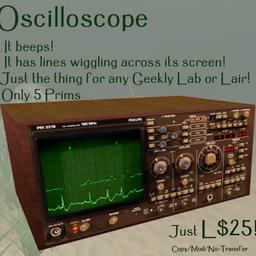 Oscilloscope
It beeps!
It has lines wiggling across its screen!
Just the thing for any Geekly Lab or Lair!
Only 5 Prims
PHILIPS
Just L$25!
Copy/Mod/No-Transfer